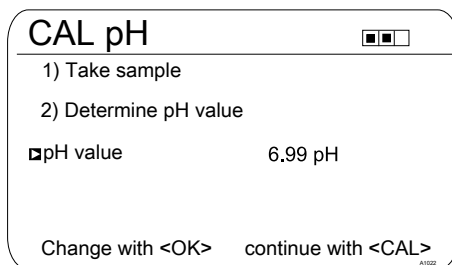 CAL pH
1) Take sample
2) Determine pH value
pH value 6.99 pH
Change with <OK> continue with <CAL>
A1022